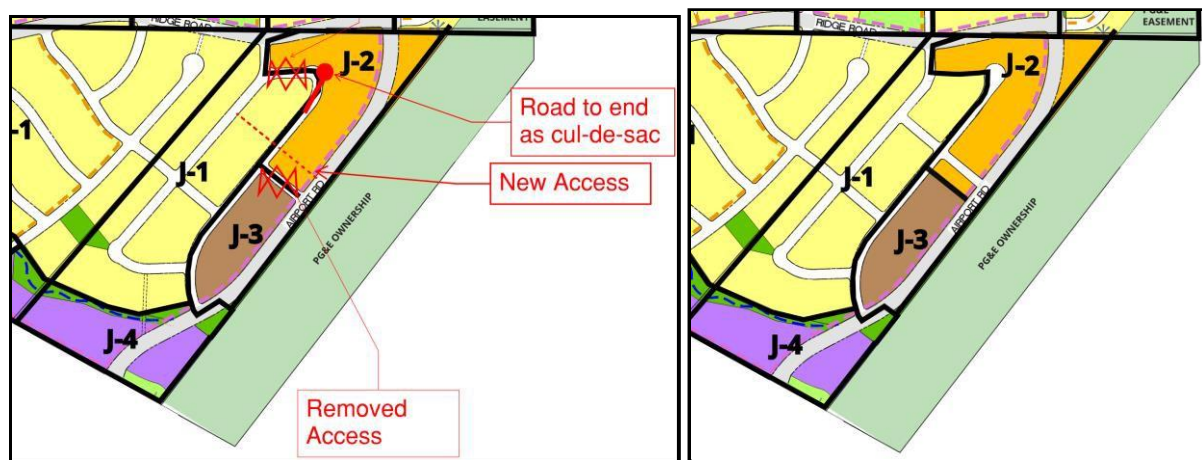 RIDGE ROAD
EASEMENT
J-2
Road to end
as cul-de-sac
-1
J-1
New Access
AIRPORT RD
J-3
PG&E OWNERSHIP
J-4
Removed
Access
RIDGE ROAD
PG&E
EASEMENT
J-2
J-1
AIRPORT RD
J-3
PG&E OWNERSHIP
J-4